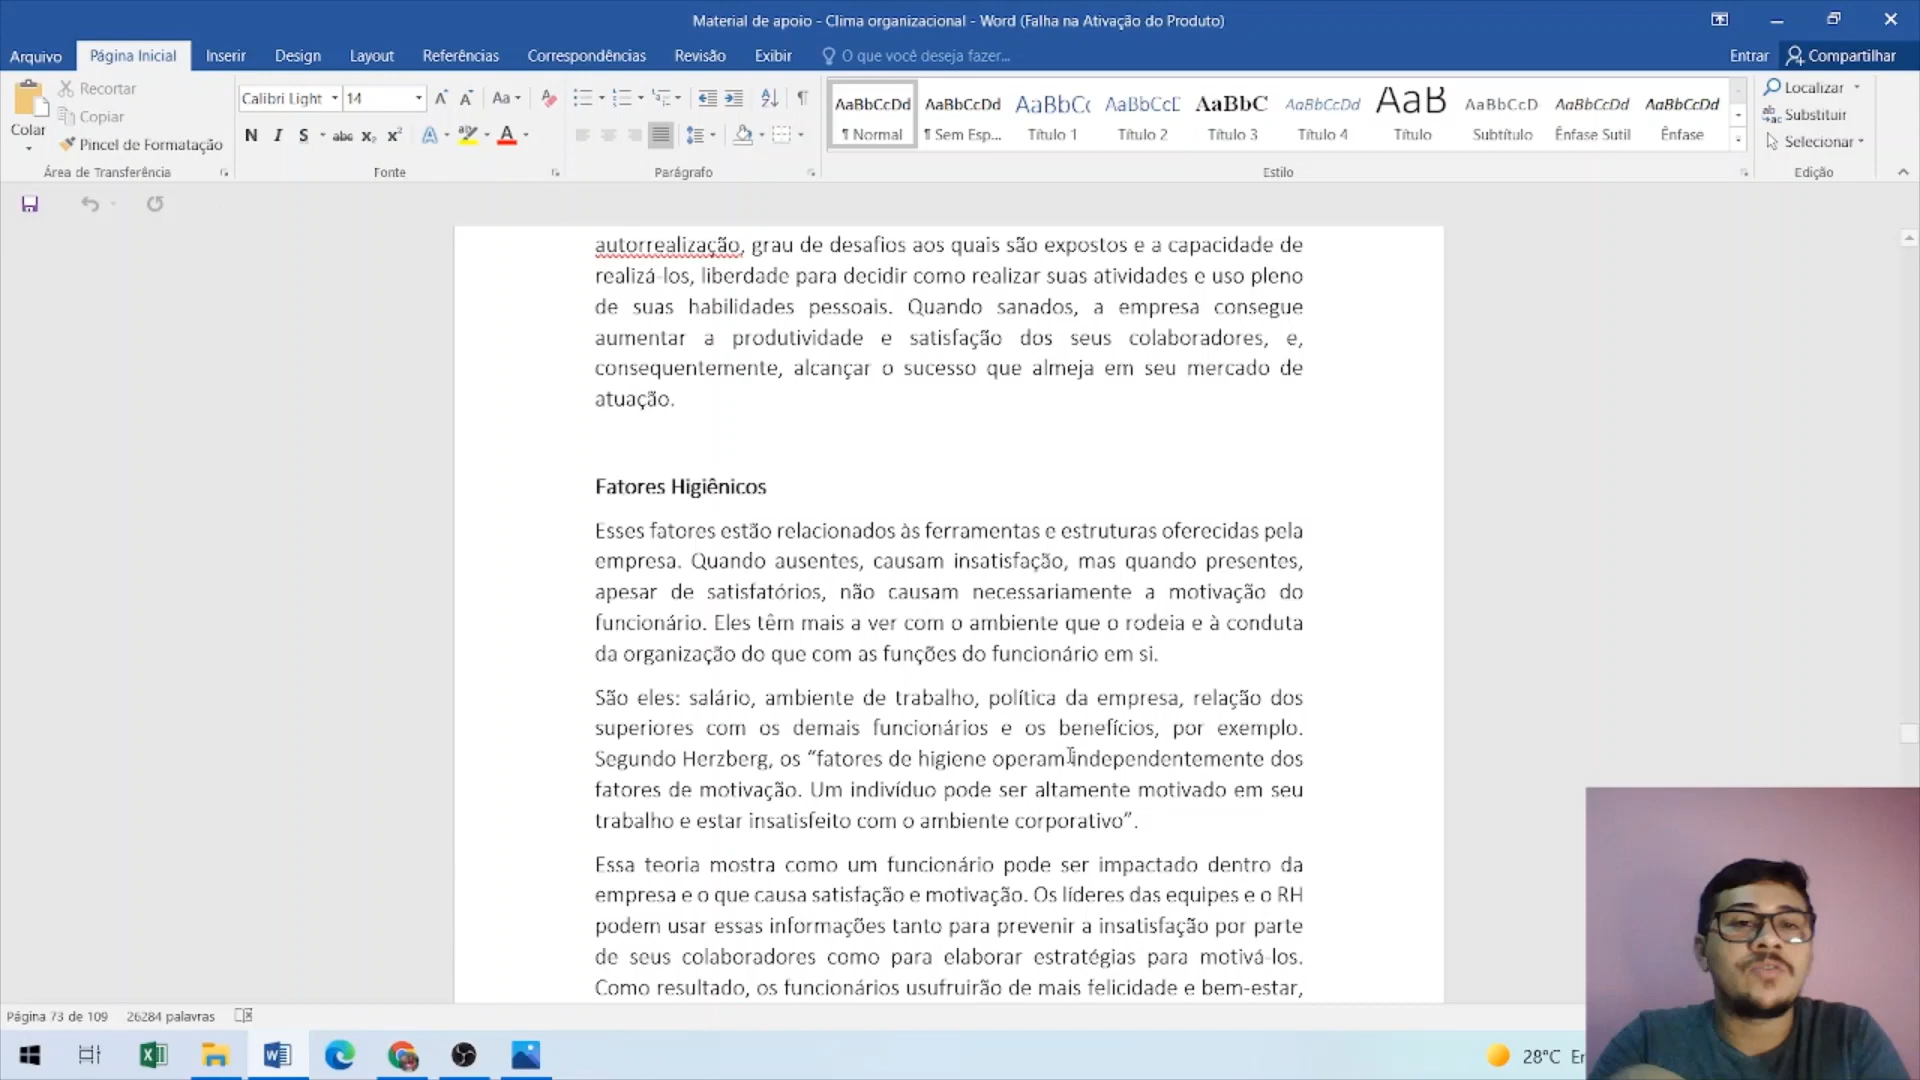 Material de apoio - Clima organizacional - Word (Falha na Ativação do Produto)
Arquivo Página Inicial Inserir Design Layout Referências Correspondências Revisão Exibir O que você deseja fazer... Entrar Compartilhar
Colar
Recortar
Copiar
Pincel de Formatação
Área de Transferência
Calibri Light 14
Fonte
Parágrafo
AaBbCcDd AaBbCcDd AaBbCc AaBbCcC AaBbC AaBbCcDd AaB AaBbCcD AaBbCcDd AaBbCcDd
¶ Normal ¶ Sem Esp... Título 1 Título 2 Título 3 Título 4 Título Subtítulo Ênfase Sutil Ênfase
Estilo
Localizar
Substituir
Selecionar
Edição
autorrealização, grau de desafios aos quais são expostos e a capacidade de
realizá-los, liberdade para decidir como realizar suas atividades e uso pleno
de suas habilidades pessoais. Quando sanados, a empresa consegue
aumentar a produtividade e satisfação dos seus colaboradores, e,
consequentemente, alcançar o sucesso que almeja em seu mercado de
atuação.
Fatores Higiênicos
Esses fatores estão relacionados às ferramentas e estruturas oferecidas pela
empresa. Quando ausentes, causam insatisfação, mas quando presentes,
apesar de satisfatórios, não causam necessariamente a motivação do
funcionário. Eles têm mais a ver com o ambiente que o rodeia e à conduta
da organização do que com as funções do funcionário em si.
São eles: salário, ambiente de trabalho, política da empresa, relação dos
superiores com os demais funcionários e os benefícios, por exemplo.
Segundo Herzberg, os “fatores de higiene operam independentemente dos
fatores de motivação. Um indivíduo pode ser altamente motivado em seu
trabalho e estar insatisfeito com o ambiente corporativo”.
Essa teoria mostra como um funcionário pode ser impactado dentro da
empresa e o que causa satisfação e motivação. Os líderes das equipes e o RH
podem usar essas informações tanto para prevenir a insatisfação por parte
de seus colaboradores como para elaborar estratégias para motivá-los.
Como resultado, os funcionários usufruirão de mais felicidade e bem-estar,
Página 73 de 109 26284 palavras
28°C